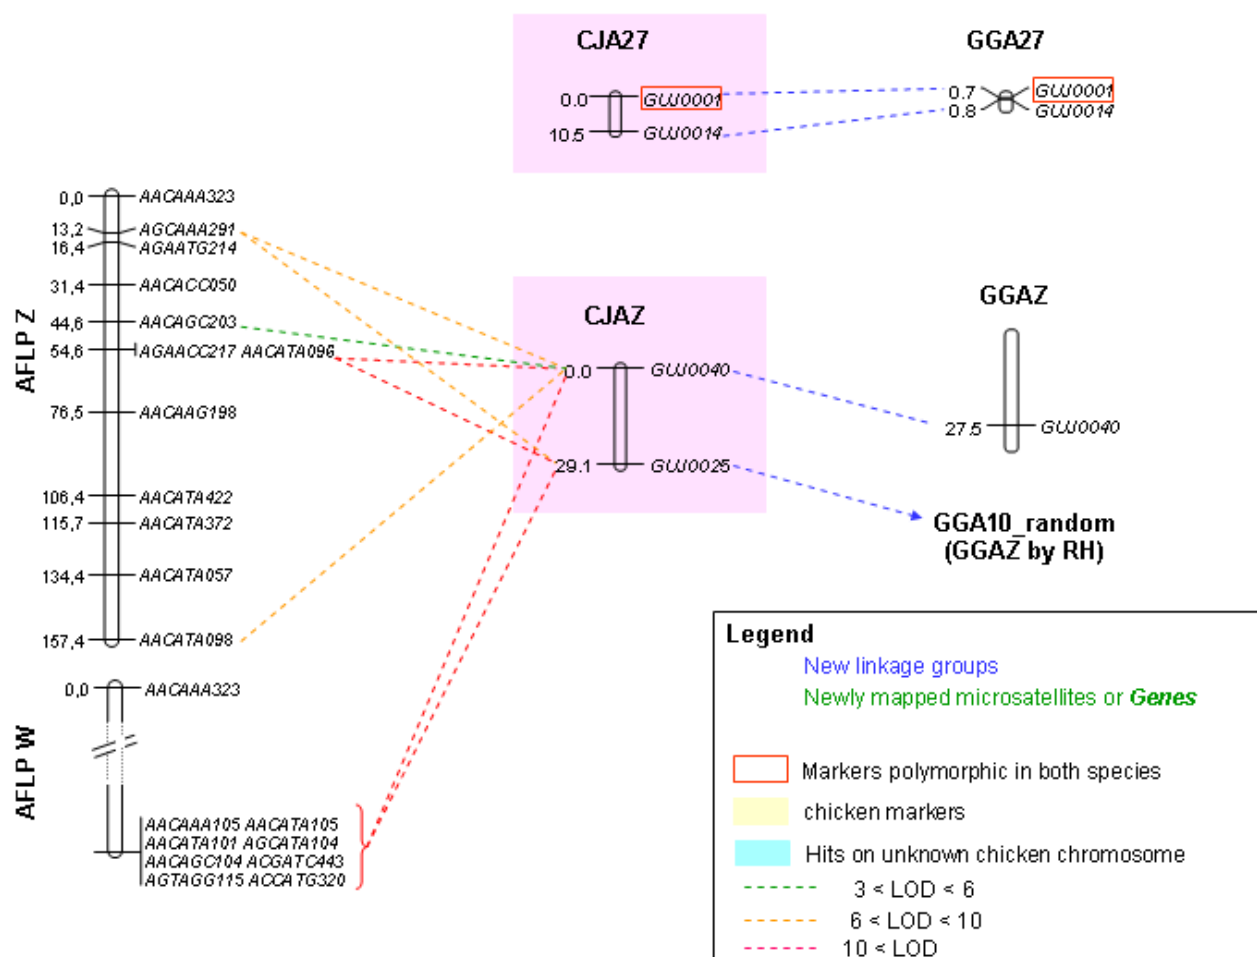 CJA27
GGA27
0.0 GUJ0001
10.5 GUJ0014
0.7 GUJ0001
0.8 GUJ0014
AFLP Z
0,0 AACAAA323
13,2 AGCAAA291
16,4 AGAATG214
31,4 AACACC050
44,6 AACAGC203
54,6 AGAACC217 AACATA096
76,5 AACAAG198
106,4 AACATA422
115,7 AACATA372
134,4 AACATA057
157,4 AACATA098
CJAZ
0.0 GUJ0040
29.1 GUJ0025
GGAZ
27.5 GUJ0040
GGA10_random
(GGAZ by RH)
AFLP W
0,0 AACAAA323
AACAAA105 AACATA105
AACATA101 AGCATA104
AACAGC104 ACGATC443
AGTAGG115 ACCATG320
Legend
New linkage groups
Newly mapped microsatellites or Genes
Markers polymorphic in both species
chicken markers
Hits on unknown chicken chromosome
3 < LOD < 6
6 < LOD < 10
10 < LOD